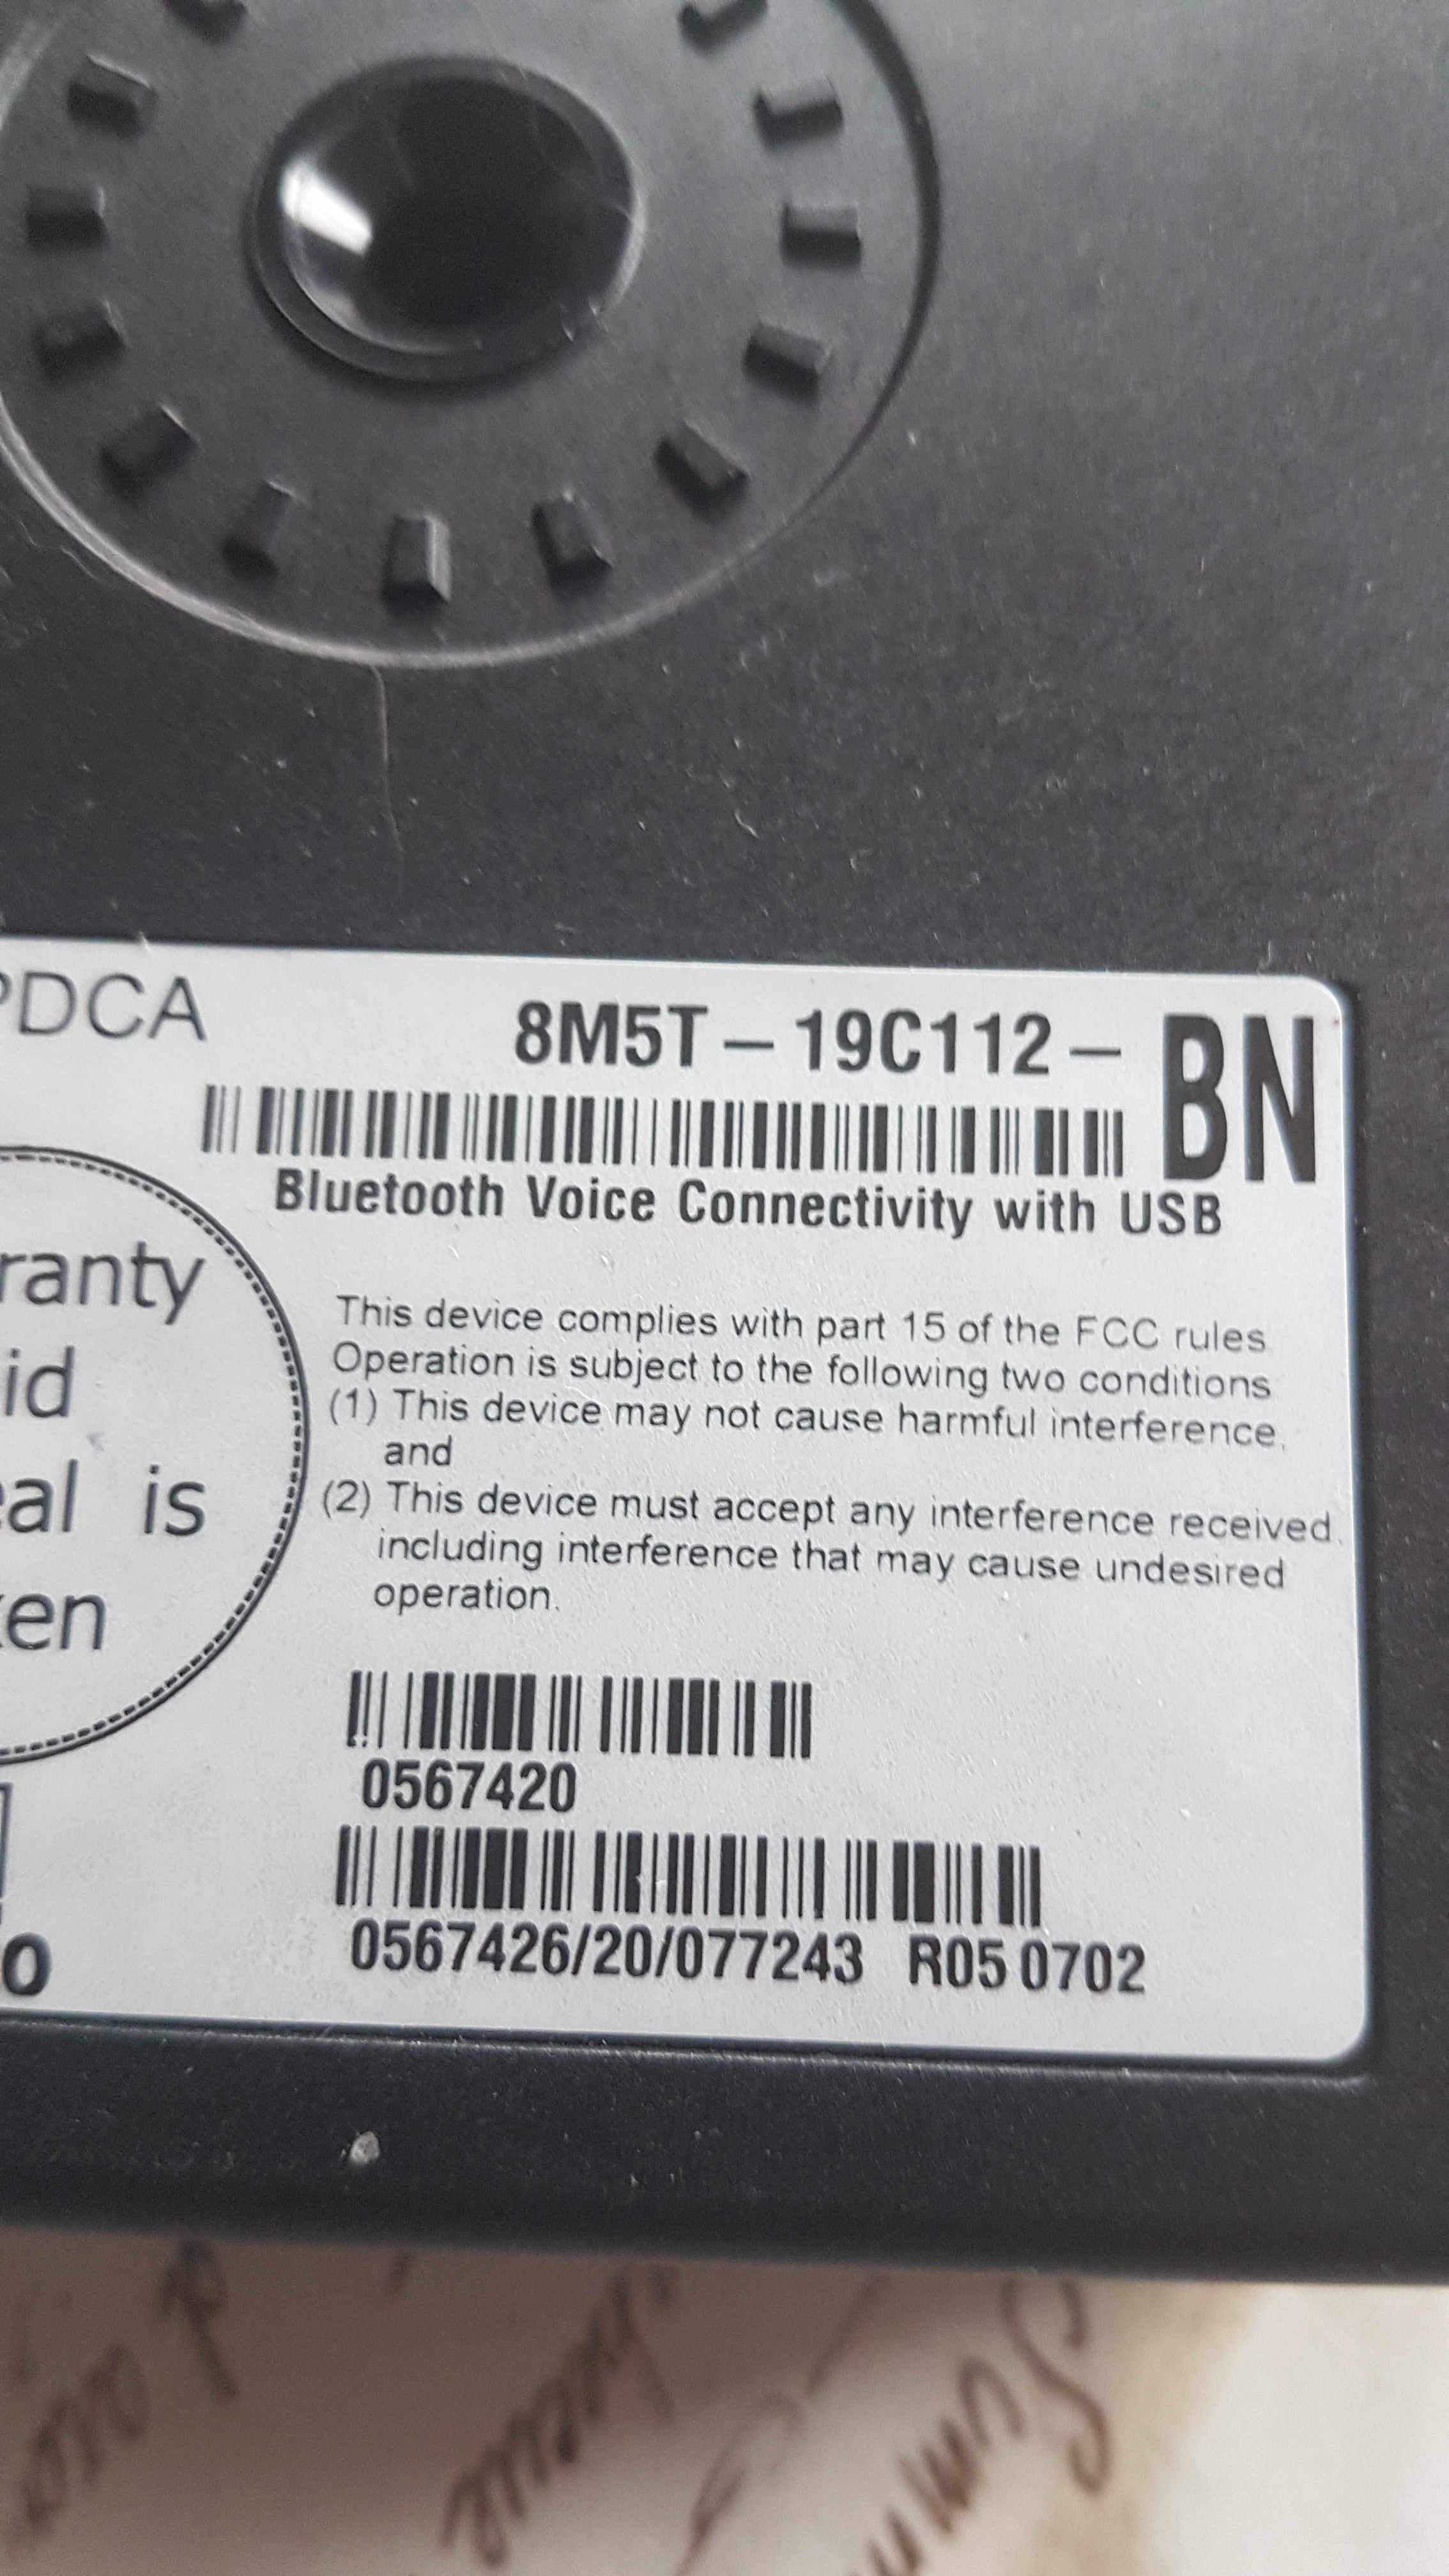 PDCA
8M5T – 19C112 – BN
Bluetooth Voice Connectivity with USB
This device complies with part 15 of the FCC rules
Operation is subject to the following two conditions
(1) This device may not cause harmful interference,
and
(2) This device must accept any interference received,
including interference that may cause undesired
operation.
ranty
id
eal is
ken
0567420
0567426/20/077243 R05 0702
0